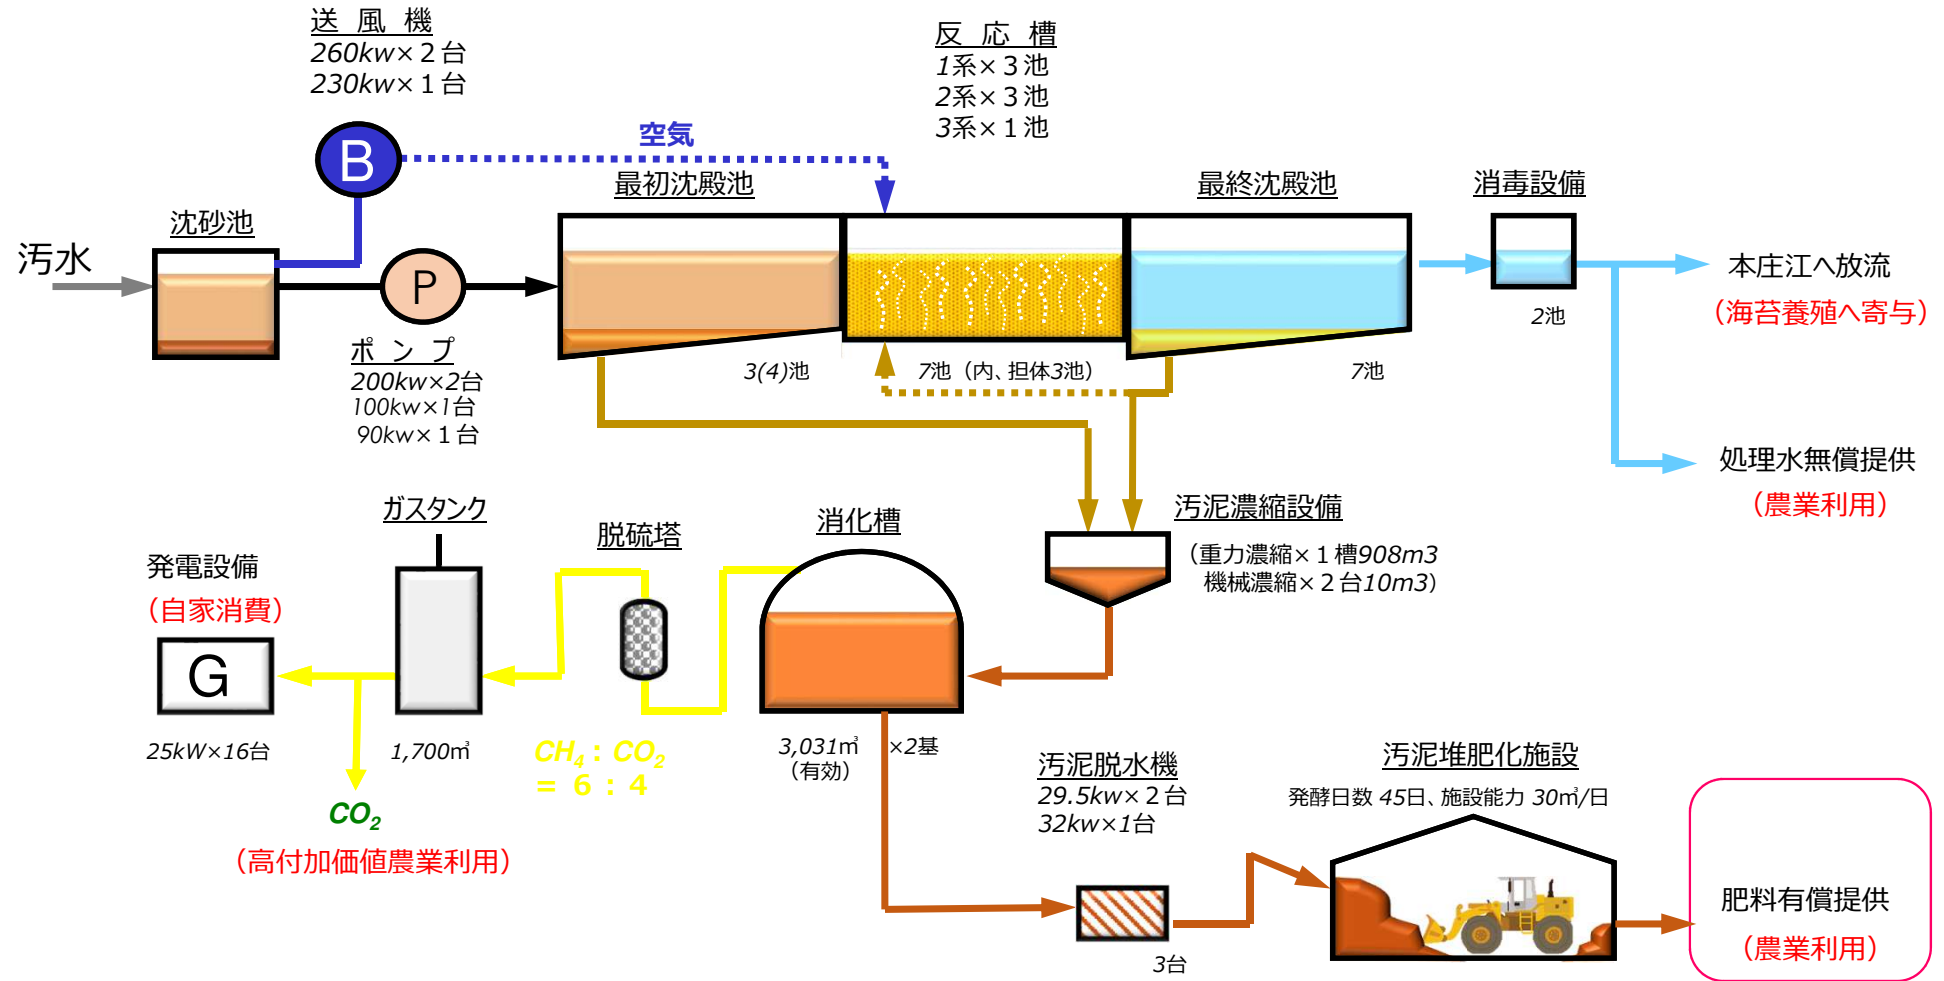 送 風 機
260kw×2台
230kw×1台
反 応 槽
1系×3池
2系×3池
3系×1池
B
空気
最初沈殿池
最終沈殿池
消毒設備
沈砂池
汚水
P
本庄江へ放流
(海苔養殖へ寄与)
2池
ポ ン プ
200kw×2台
100kw×1台
90kw×1台
3(4)池
7池（内、担体3池）
7池
処理水無償提供
（農業利用）
ガスタンク
脱硫塔
消化槽
汚泥濃縮設備
（重力濃縮×1槽908m3
機械濃縮×2台10m3）
発電設備
（自家消費）
G
25kW×16台
1,700㎥
CH₄：CO₂
＝ 6：4
3,031㎥ ×2基
（有効）
CO₂
（高付加価値農業利用）
汚泥脱水機
29.5kw×2台
32kw×1台
3台
汚泥堆肥化施設
発酵日数 45日、施設能力 30㎥/日
肥料有償提供
（農業利用）